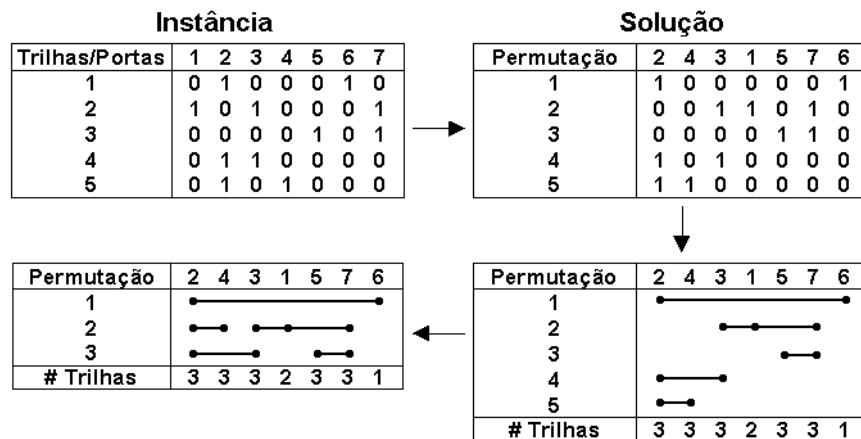 Instância
Trilhas/Portas 1 2 3 4 5 6 7
1 0 1 0 0 0 1 0
2 1 0 1 0 0 0 1
3 0 0 0 0 1 0 1
4 0 1 1 0 0 0 0
5 0 1 0 1 0 0 0
Solução
Permutação 2 4 3 1 5 7 6
1 1 0 0 0 0 0 1
2 0 0 1 1 0 1 0
3 0 0 0 0 1 1 0
4 1 0 1 0 0 0 0
5 1 1 0 0 0 0 0
Permutação 2 4 3 1 5 7 6
1
2
3
# Trilhas 3 3 3 2 3 3 1
Permutação 2 4 3 1 5 7 6
1
2
3
4
5
# Trilhas 3 3 3 2 3 3 1